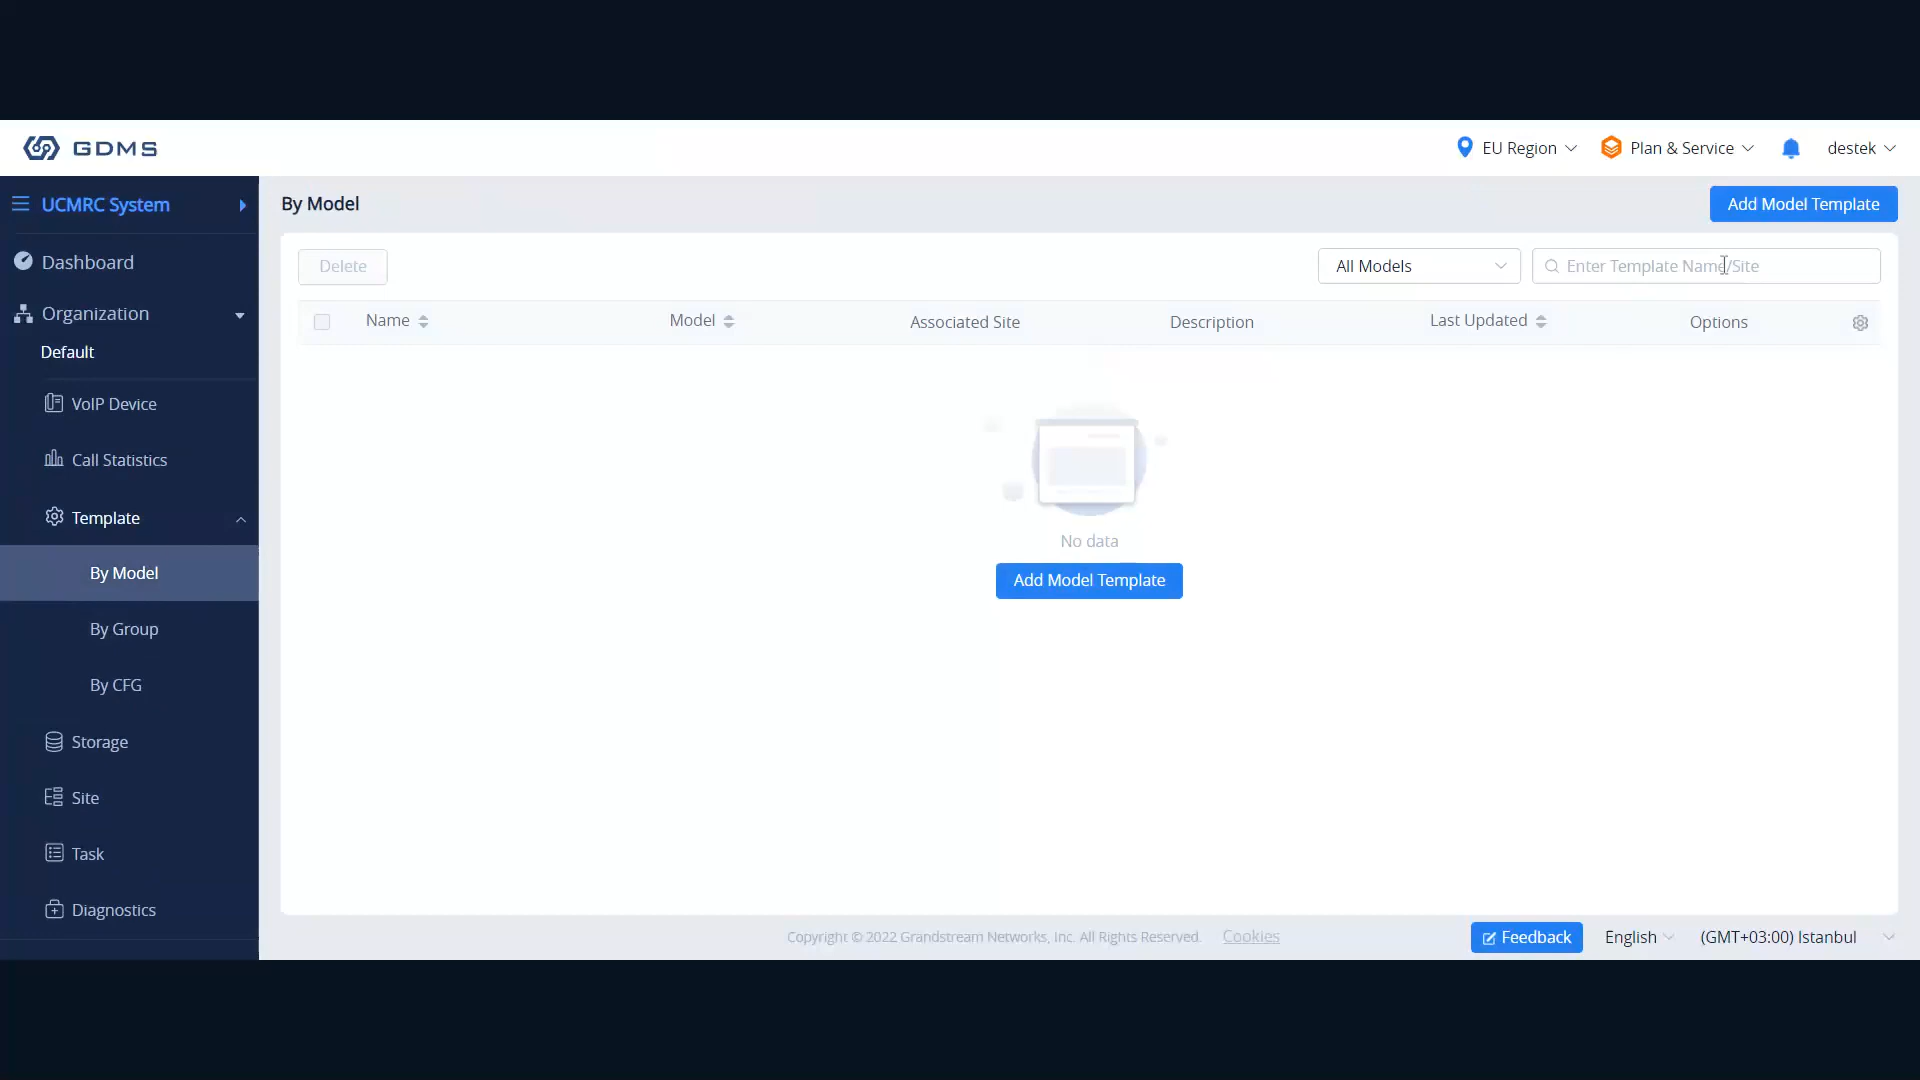 GDMS
EU Region
Plan & Service
destek
UCMRC System
By Model
Add Model Template
Dashboard
Delete
All Models
Enter Template Name/Site
Organization
Name
Model
Associated Site
Description
Last Updated
Options
Default
VoIP Device
Call Statistics
Template
No data
By Model
Add Model Template
By Group
By CFG
Storage
Site
Task
Diagnostics
Copyright © 2022 Grandstream Networks, Inc. All Rights Reserved.
Cookies
Feedback
English
(GMT+03:00) Istanbul